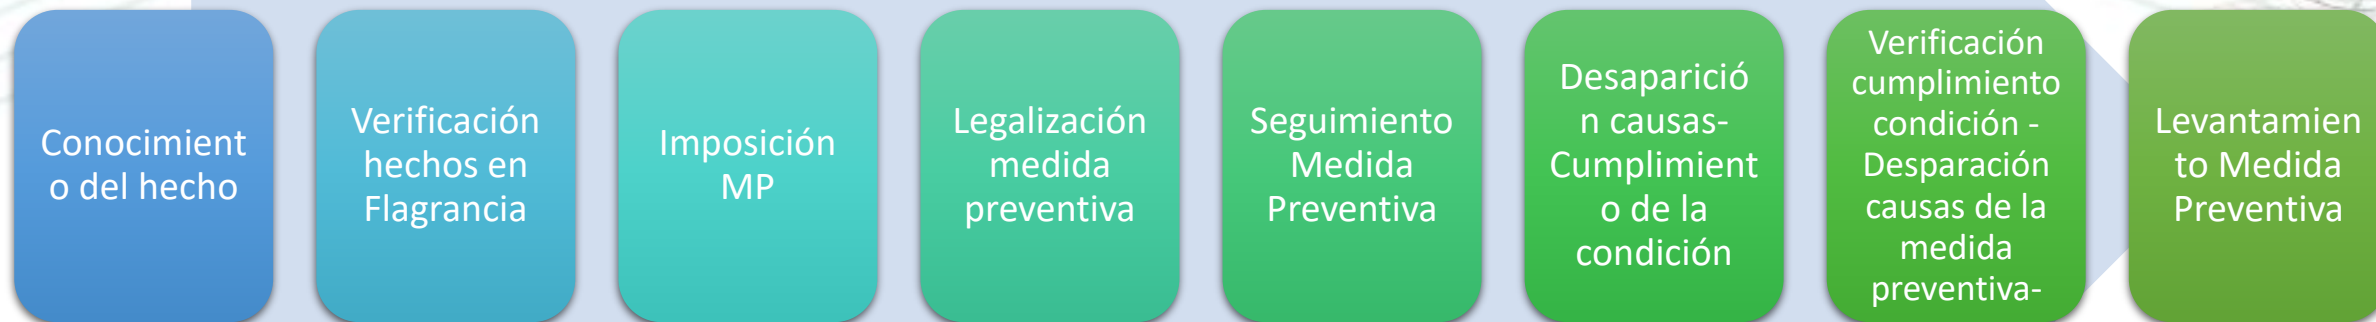 Conocimient
o del hecho
Verificación
hechos en
Flagrancia
Imposición
MP
Legalización
medida
preventiva
Seguimiento
Medida
Preventiva
Desaparició
n causas-
Cumplimient
o de la
condición
Verificación
cumplimiento
condición -
Desparación
causas de la
medida
preventiva-
Levantamien
to Medida
Preventiva